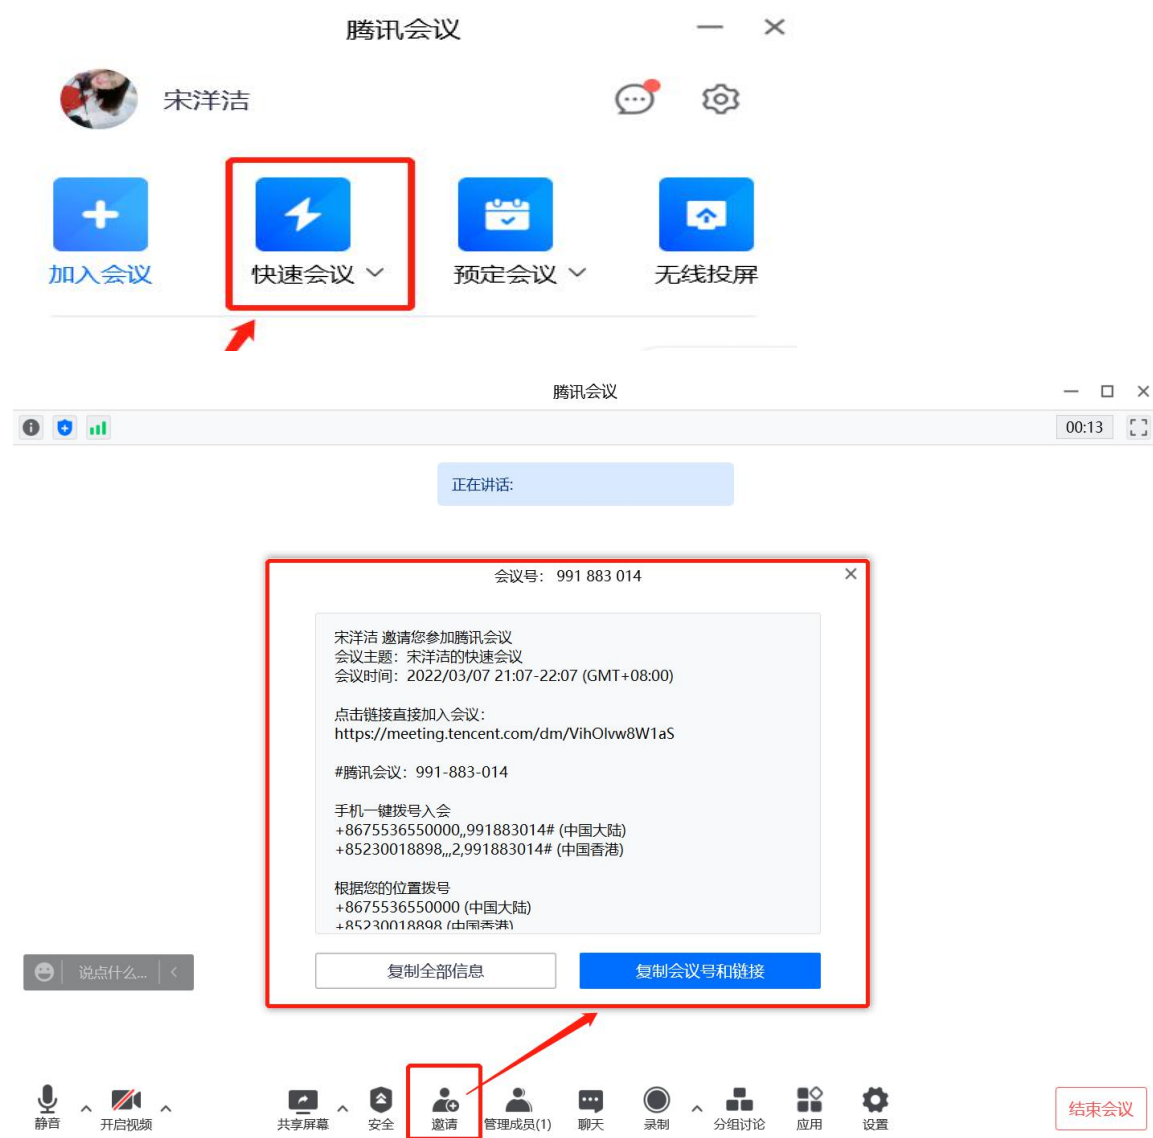 腾讯会议
宋洋洁
加入会议
快速会议
预定会议
无线投屏
腾讯会议
00:13
正在讲话:
会议号： 991 883 014
宋洋洁 邀请您参加腾讯会议
会议主题：宋洋洁的快速会议
会议时间：2022/03/07 21:07-22:07 (GMT+08:00)
点击链接直接加入会议：
https://meeting.tencent.com/dm/VihOlvw8W1aS
#腾讯会议：991-883-014
手机一键拨号入会
+8675536550000,,991883014# (中国大陆)
+85230018898,,,2,991883014# (中国香港)
根据您的位置拨号
+8675536550000 (中国大陆)
+85230018898 (中国香港)
复制全部信息
复制会议号和链接
说点什么...
静音
开启视频
共享屏幕
安全
邀请
管理成员(1)
聊天
录制
分组讨论
应用
设置
结束会议